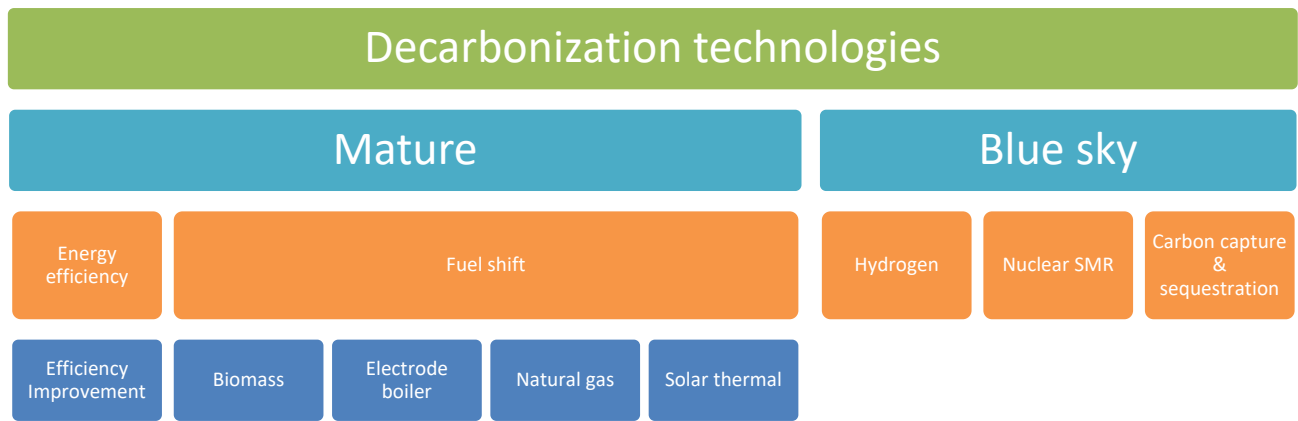 Decarbonization technologies
Mature
Blue sky
Energy
efficiency
Fuel shift
Hydrogen
Nuclear SMR
Carbon capture
&
sequestration
Efficiency
Improvement
Biomass
Electrode
boiler
Natural gas
Solar thermal